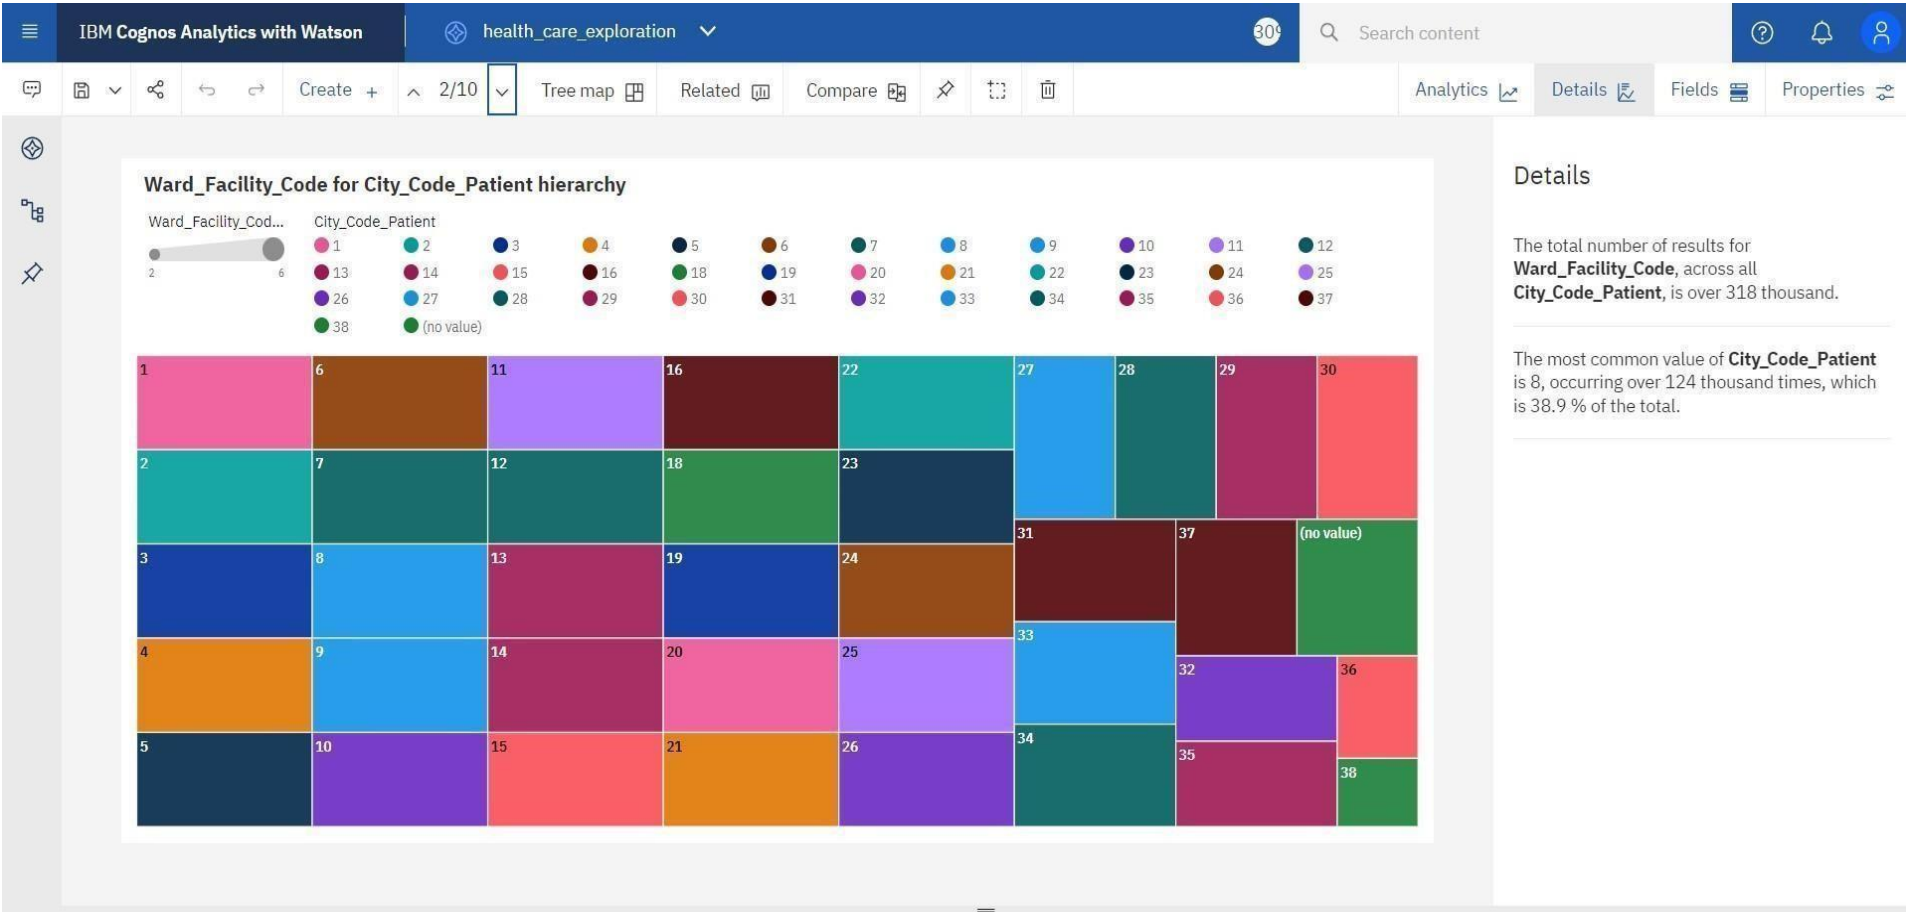 IBM Cognos Analytics with Watson
health_care_exploration
Search content
Create +
2/10
Tree map
Related
Compare
Analytics
Details
Fields
Properties
Ward_Facility_Code for City_Code_Patient hierarchy
Ward_Facility_Cod...
City_Code_Patient
2 6
1 2 3 4 5 6 7 8 9 10 11 12
13 14 15 16 18 19 20 21 22 23 24 25
26 27 28 29 30 31 32 33 34 35 36 37
38 (no value)
1 6 11 16 22 27 28 29 30
2 7 12 18 23
31 37 (no value)
3 8 13 19 24
33
4 9 14 20 25
32 36
34
5 10 15 21 26
35
38
Details
The total number of results for
Ward_Facility_Code, across all
City_Code_Patient, is over 318 thousand.
The most common value of City_Code_Patient
is 8, occurring over 124 thousand times, which
is 38.9 % of the total.